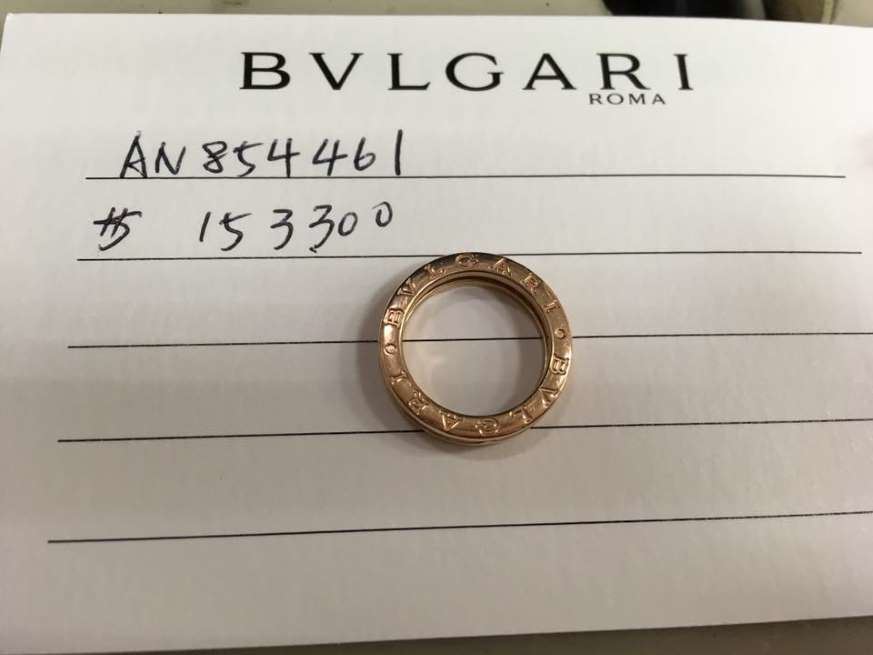 BVLGARI
ROMA
AN854461
# 153300
BVLGARI
BVLGARI